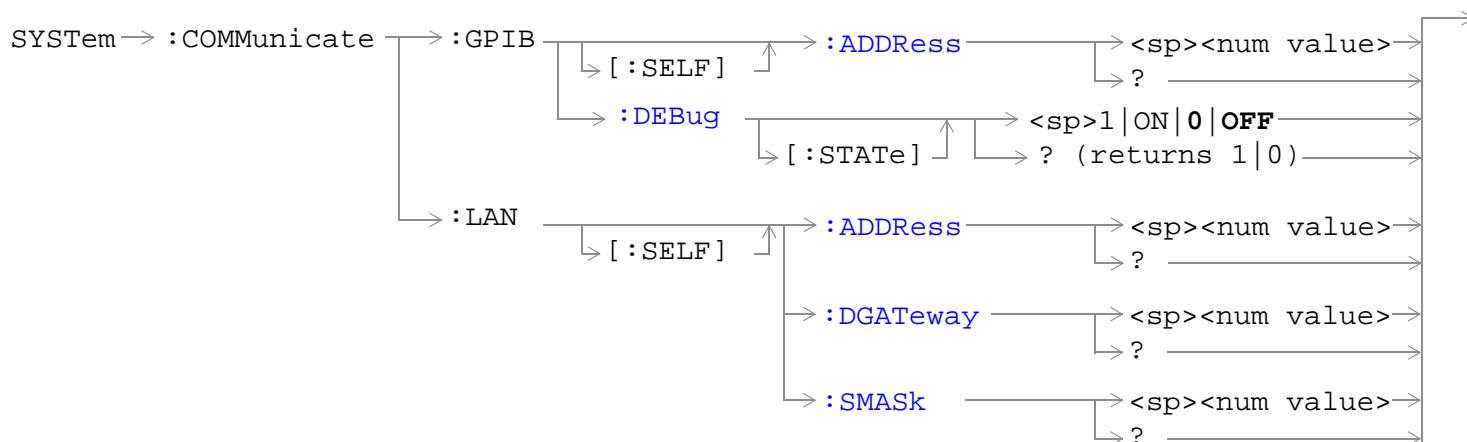 SYSTem :COMMunicate :GPIB :ADDRess <sp><num value>
[:SELF] ?
:DEBug <sp>1|ON|0|OFF
[:STATe] ? (returns 1|0)
:LAN :ADDRess <sp><num value>
[:SELF] ?
:DGATeway <sp><num value>
?
:SMASk <sp><num value>
?